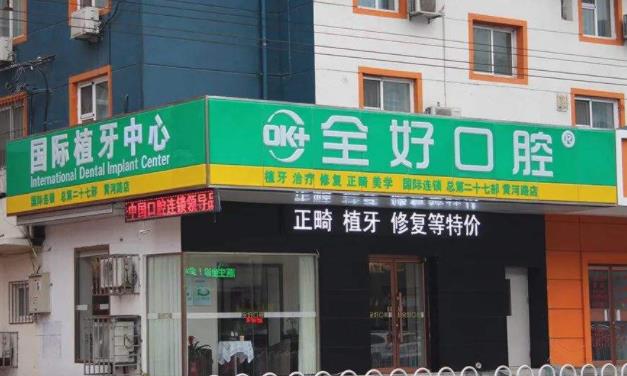 国际植牙中心
International Dental Implant Center
国际连锁 总第二十七部 黄河路店
OK+ 全好口腔®
植牙 治疗 修复 正畸 美学 国际连锁 总第二十七部 黄河路店
中国口腔连锁领导品
正畸 植牙 修复等特价